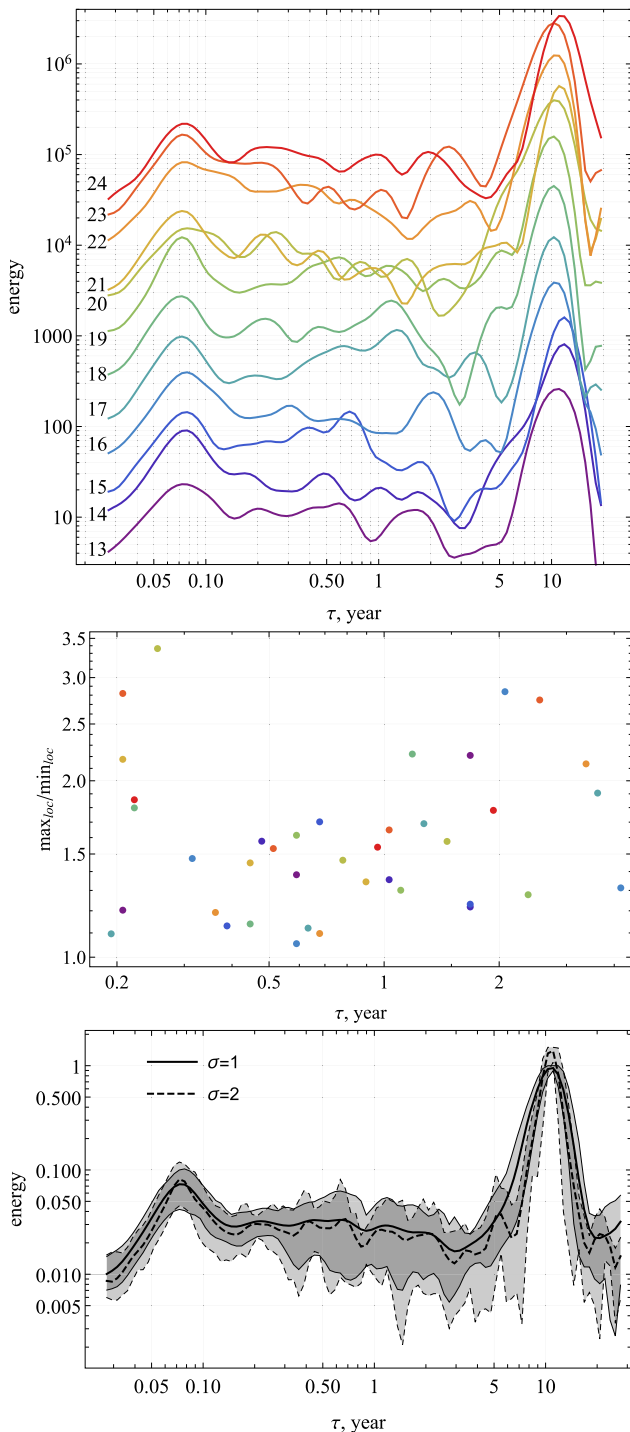 10^6
10^5
10^4
1000
100
10
energy
24
23
22
21
20
19
18
17
16
15
14
13
0.05 0.10 0.50 1 5 10
τ, year
3.5
3.0
2.5
2.0
1.5
1.0
max_loc/min_loc
0.2 0.5 1 2
τ, year
σ=1
σ=2
1
0.500
0.100
0.050
0.010
0.005
energy
0.05 0.10 0.50 1 5 10
τ, year